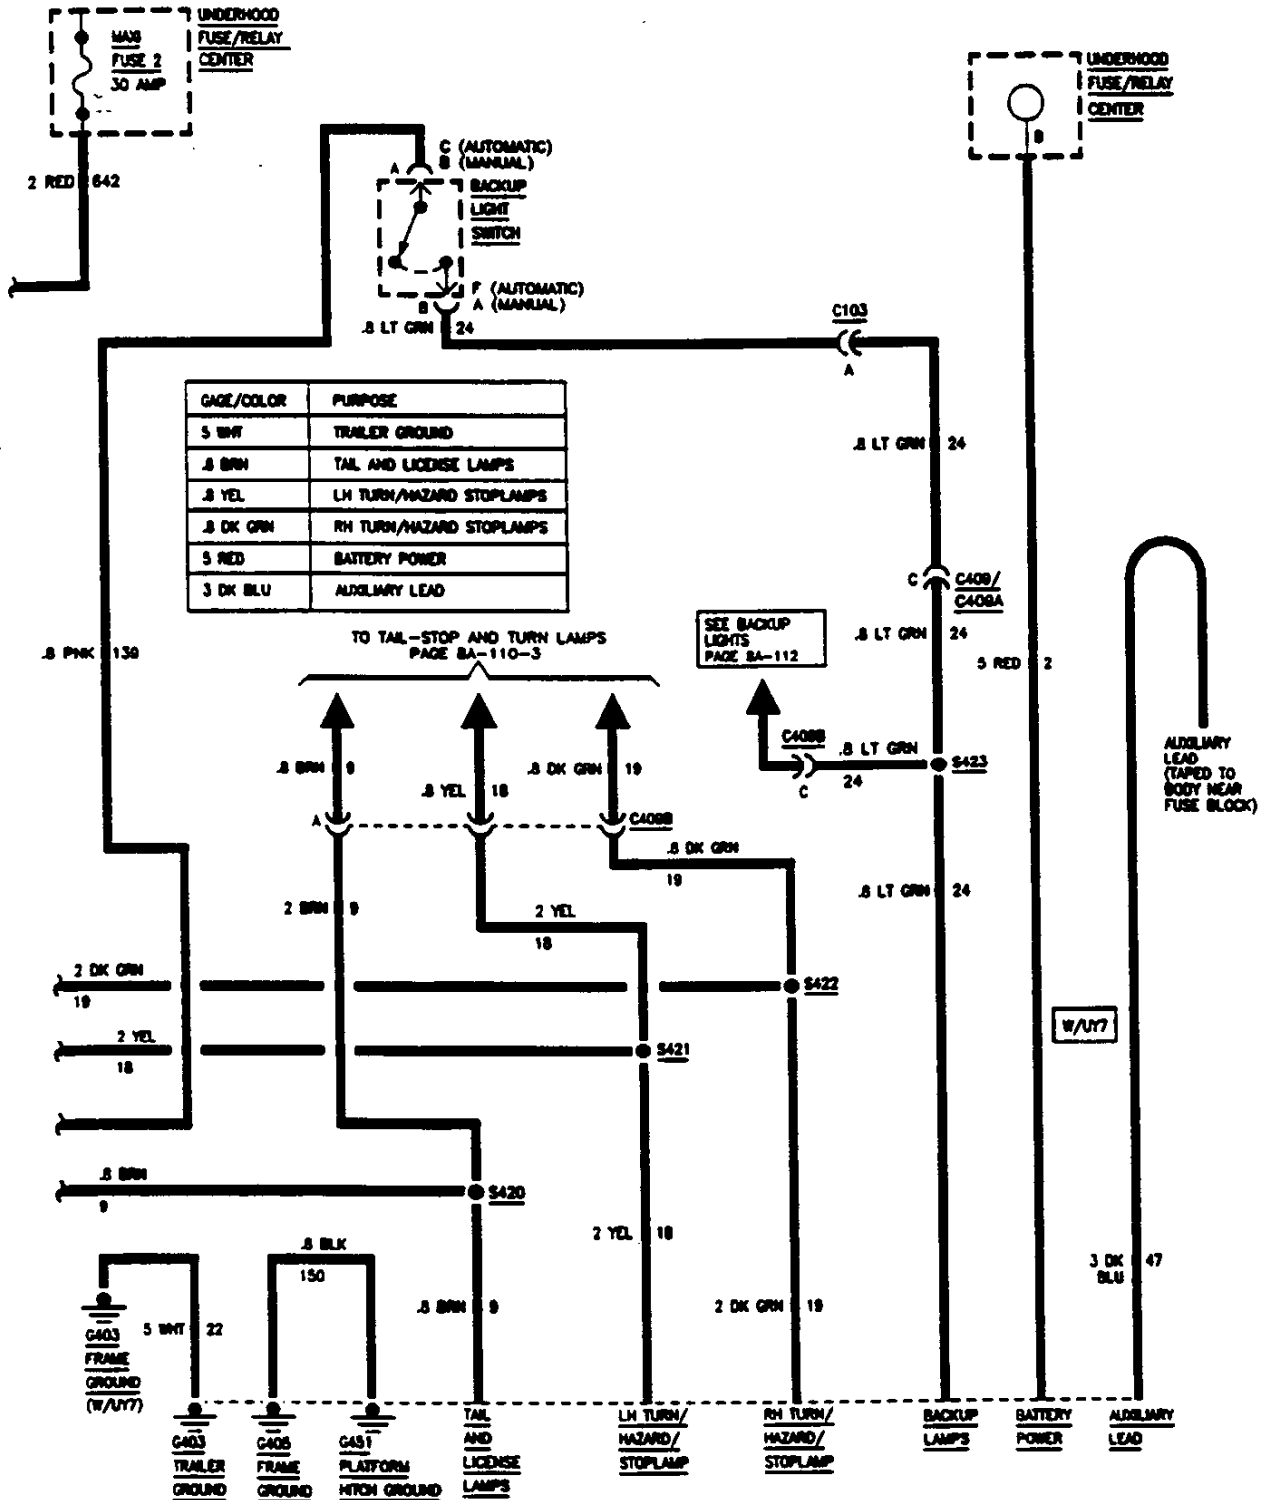 MAXI
FUSE 2
30 AMP
UNDERHOOD
FUSE/RELAY
CENTER
2 RED 642
UNDERHOOD
FUSE/RELAY
CENTER
B
C (AUTOMATIC)
B (MANUAL)
A
BACKUP
LIGHT
SWITCH
F (AUTOMATIC)
A (MANUAL)
B
.8 LT GRN 24
C103
A
GAGE/COLOR PURPOSE
5 WHT TRAILER GROUND
.8 BRN TAIL AND LICENSE LAMPS
.8 YEL LH TURN/HAZARD STOPLAMPS
.8 DK GRN RH TURN/HAZARD STOPLAMPS
5 RED BATTERY POWER
3 DK BLU AUXILIARY LEAD
.8 LT GRN 24
C C409/
C409A
.8 LT GRN 24
.8 PNK 139
TO TAIL-STOP AND TURN LAMPS
PAGE 8A-110-3
SEE BACKUP
LIGHTS
PAGE 8A-112
5 RED 2
C409B
.8 LT GRN
24
C
S423
AUXILIARY
LEAD
(TAPED TO
BODY NEAR
FUSE BLOCK)
.8 BRN 9
.8 YEL 18
.8 DK GRN 19
A
C409B
.8 DK GRN
19
.8 LT GRN 24
2 BRN 9
2 YEL
18
2 DK GRN
19
S422
W/UY7
2 YEL
18
S421
.8 BRN
9
S420
2 YEL 18
.8 BLK
150
3 DK
BLU
47
.8 BRN 9
2 DK GRN 19
G403
FRAME
GROUND
(W/UY7)
5 WHT 22
G403
TRAILER
GROUND
G405
FRAME
GROUND
G451
PLATFORM
HITCH GROUND
TAIL
AND
LICENSE
LAMPS
LH TURN/
HAZARD/
STOPLAMP
RH TURN/
HAZARD/
STOPLAMP
BACKUP
LAMPS
BATTERY
POWER
AUXILIARY
LEAD